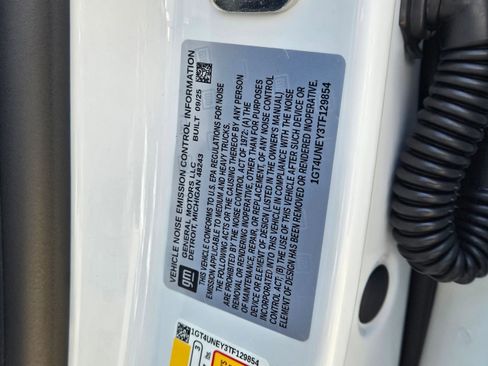 VEHICLE NOISE EMISSION CONTROL INFORMATION
GENERAL MOTORS LLC
DETROIT, MICHIGAN 48243
BUILT 09/25
gm
THIS VEHICLE CONFORMS TO U.S. EPA REGULATIONS FOR NOISE
EMISSION APPLICABLE TO MEDIUM AND HEAVY TRUCKS.
THE FOLLOWING ACTS OR THE CAUSING THEREOF BY ANY PERSON
ARE PROHIBITED BY THE NOISE CONTROL ACT OF 1972: (A) THE
REMOVAL OR RENDERING INOPERATIVE, OTHER THAN FOR PURPOSES
OF MAINTENANCE, REPAIR, OR REPLACEMENT, OF ANY NOISE CONTROL
DEVICE OR ELEMENT OF DESIGN (LISTED IN THE OWNER'S MANUAL)
INCORPORATED INTO THIS VEHICLE IN COMPLIANCE WITH THE NOISE
CONTROL ACT; (B) THE USE OF THIS VEHICLE AFTER SUCH DEVICE OR
ELEMENT OF DESIGN HAS BEEN REMOVED OR RENDERED INOPERATIVE.
1GT4UNEY3TF129854
1GT4UNEY3TF129854